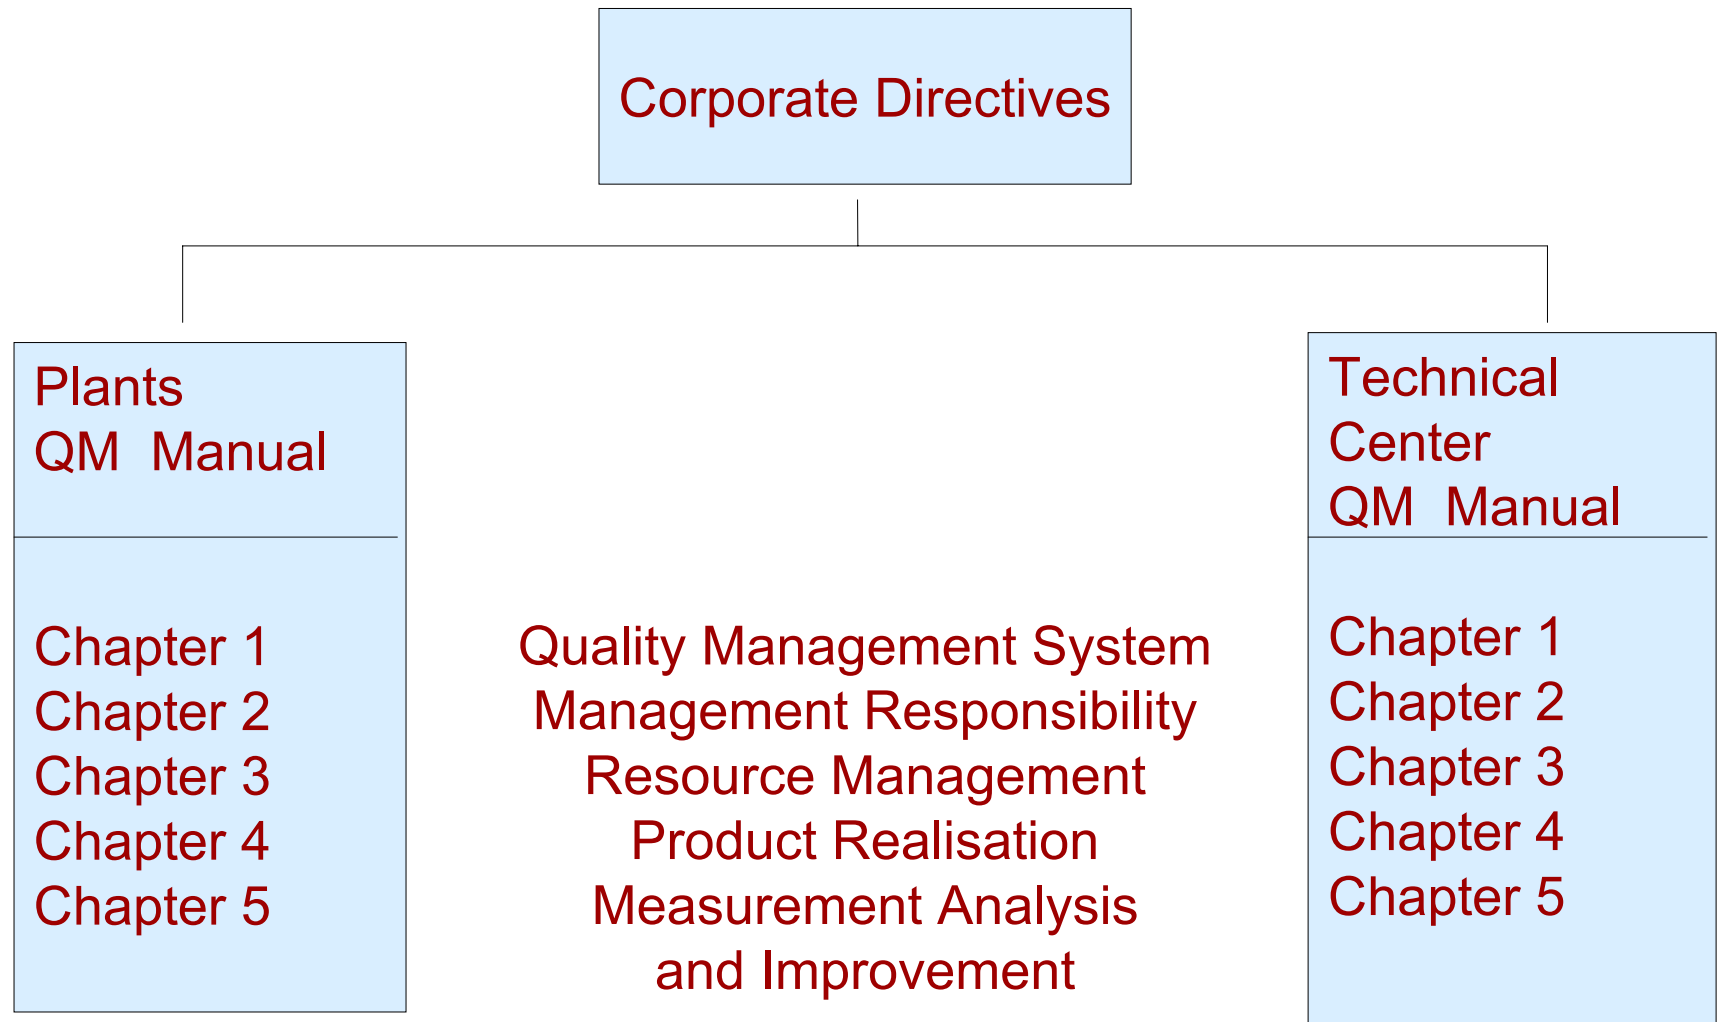 Corporate Directives
Plants
QM Manual
Chapter 1
Chapter 2
Chapter 3
Chapter 4
Chapter 5
Quality Management System
Management Responsibility
Resource Management
Product Realisation
Measurement Analysis
and Improvement
Technical
Center
QM Manual
Chapter 1
Chapter 2
Chapter 3
Chapter 4
Chapter 5